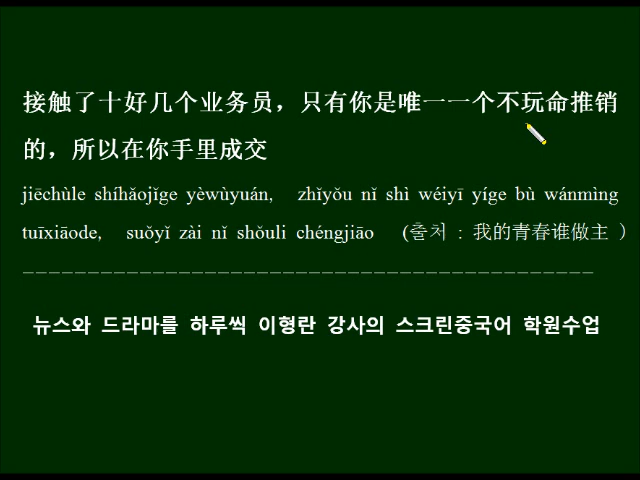 接触了十好几个业务员，只有你是唯一一个不玩命推销
的，所以在你手里成交
jiēchùle shíhǎojǐge yèwùyuán, zhǐyǒu nǐ shì wéiyī yíge bù wánmìng
tuīxiāode, suǒyǐ zài nǐ shǒuli chéngjiāo (출처 : 我的青春谁做主 )
--------------------------------------------
뉴스와 드라마를 하루씩 이형란 강사의 스크린중국어 학원수업